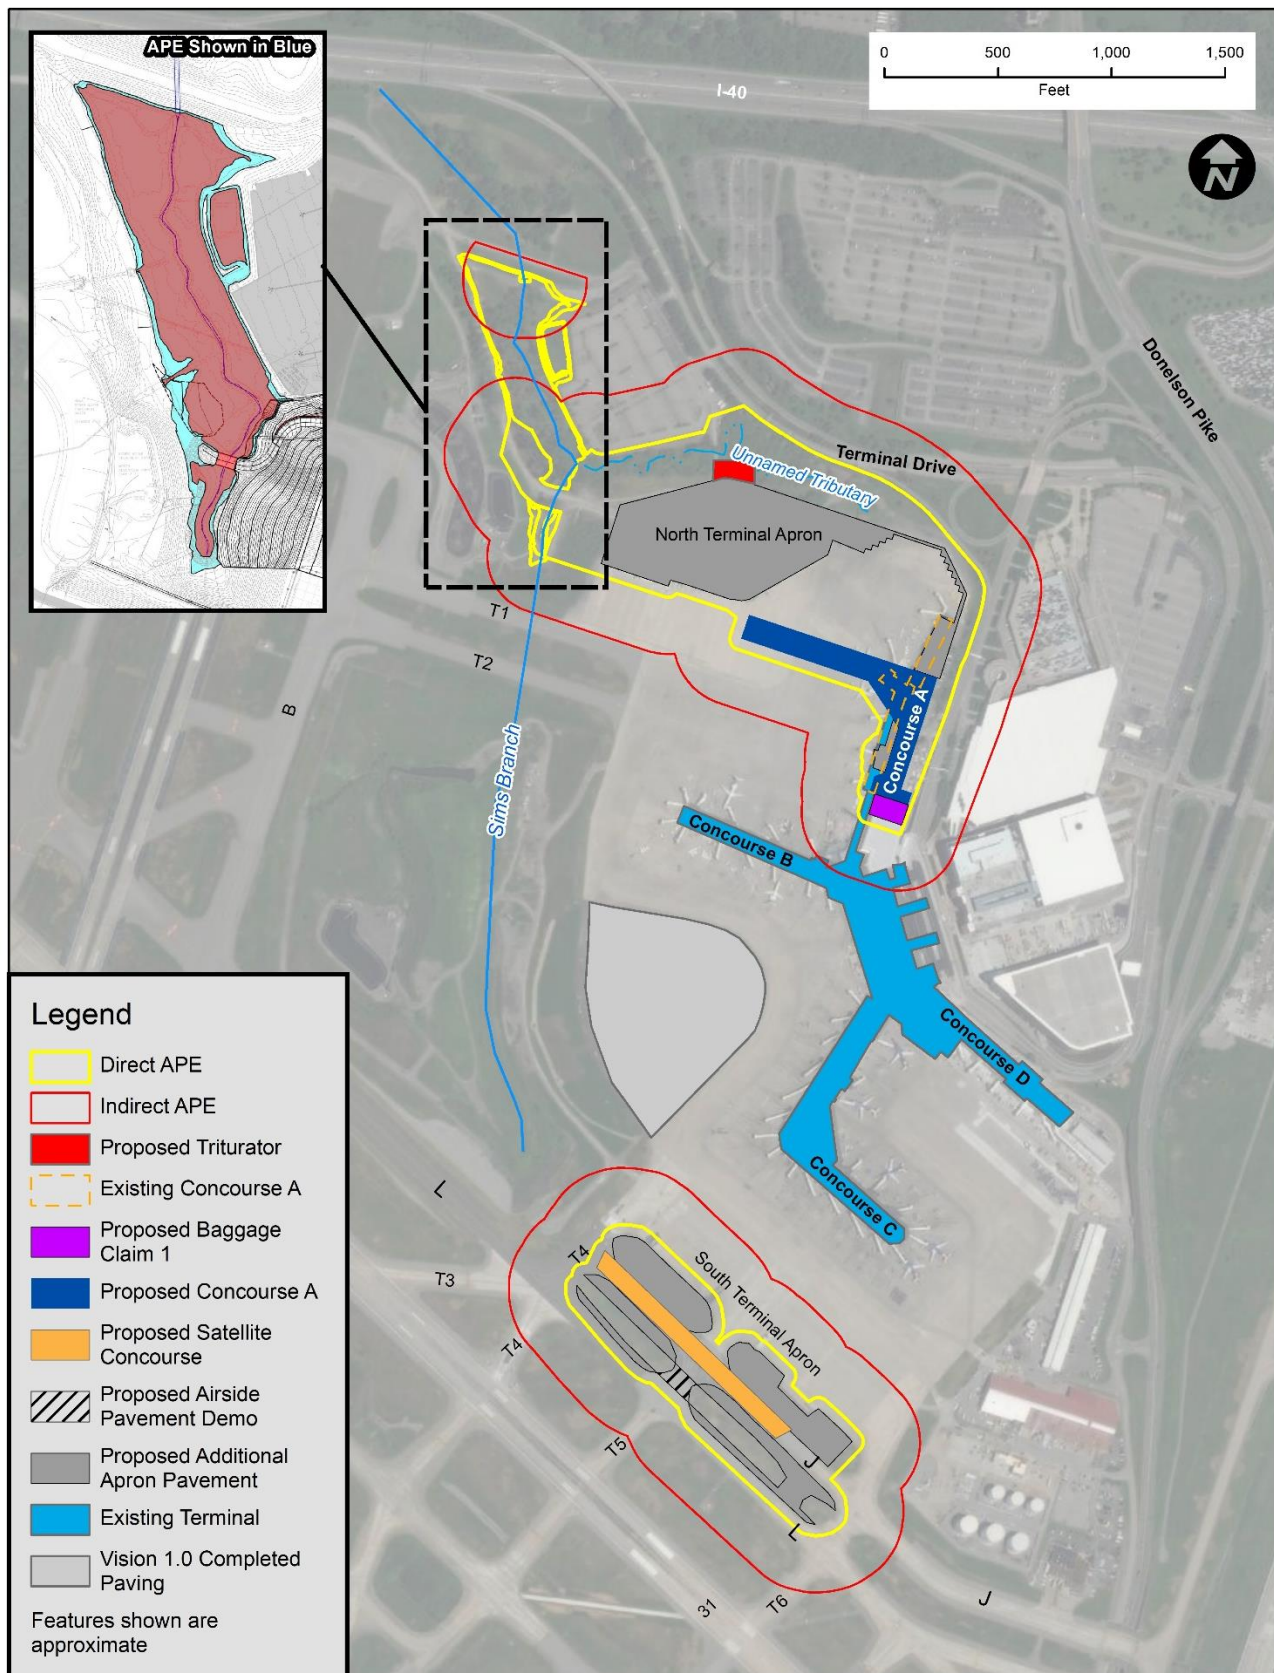 APE Shown in Blue
0 500 1,000 1,500
Feet
I-40
N
Donelson Pike
Terminal Drive
Unnamed Tributary
North Terminal Apron
T1
T2
B
Concourse A
Sims Branch
Concourse B
Concourse D
Concourse C
L
T4
T3
T4
South Terminal Apron
T5
J
L
31
T6
J
Legend
Direct APE
Indirect APE
Proposed Triturator
Existing Concourse A
Proposed Baggage
Claim 1
Proposed Concourse A
Proposed Satellite
Concourse
Proposed Airside
Pavement Demo
Proposed Additional
Apron Pavement
Existing Terminal
Vision 1.0 Completed
Paving
Features shown are
approximate